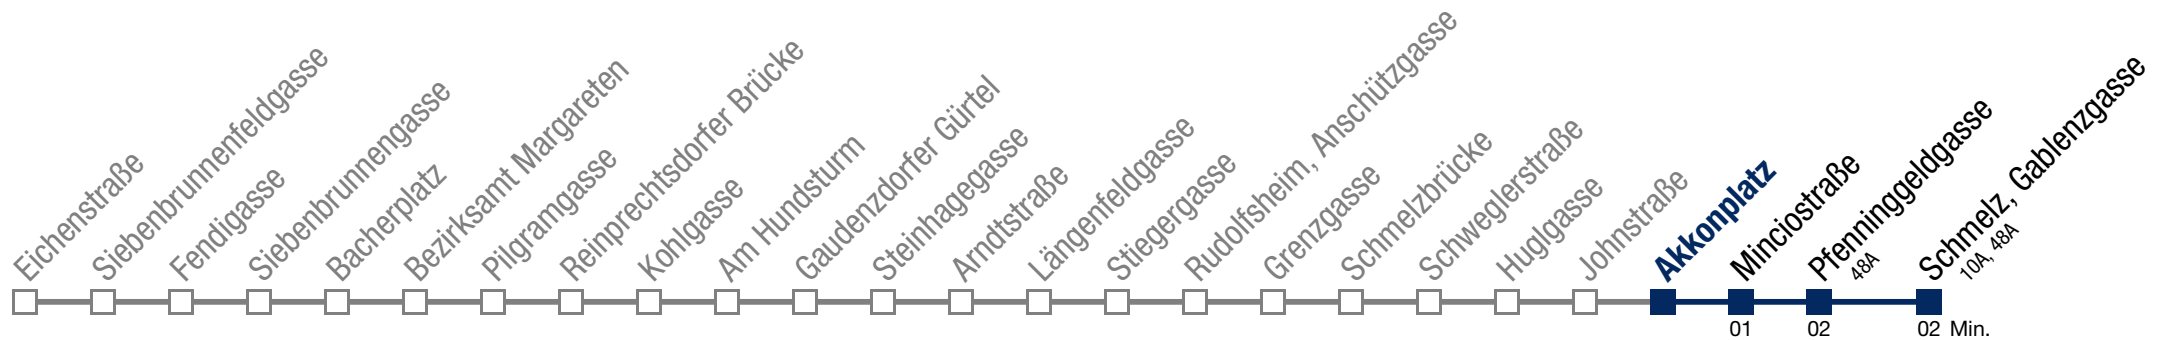 Eichenstraße
Siebenbrunnenfeldgasse
Fendigasse
Siebenbrunnengasse
Bacherplatz
Bezirksamt Margareten
Pilgramgasse
Reinprechtsdorfer Brücke
Kohlgasse
Am Hundsturm
Gaudenzdorfer Gürtel
Steinhagegasse
Arndtstraße
Längenfeldgasse
Stiegergasse
Rudolfsheim, Anschützgasse
Grenzgasse
Schmelzbrücke
Schweglerstraße
Huglgasse
Johnstraße
Akkonplatz
Minciostraße
Pfenninggeldgasse
48A
Schmelz, Gablenzgasse
10A, 48A
01 02 02 Min.